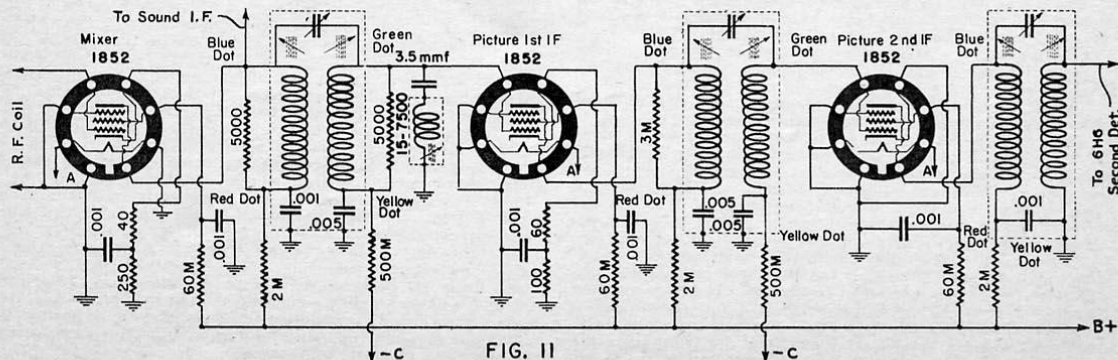 To Sound I.F.
Mixer
1852
Blue Dot
Green Dot
3.5 mmf
Picture 1st IF
1852
Blue Dot
Green Dot
Picture 2nd IF
1852
Blue Dot
R.F. Coil
A
5000
5000
15-7500
A
3M
A
To 6H6
second Det.
.001
40
Red Dot
.001
.005
Yellow Dot
.001
60
Red Dot
.005
.005
Yellow Dot
.001
Red Dot
.001
Yellow Dot
250
60M
.001
2M
500M
100
60M
.001
2M
500M
60M
2M
B+
-C
FIG. 11
-C